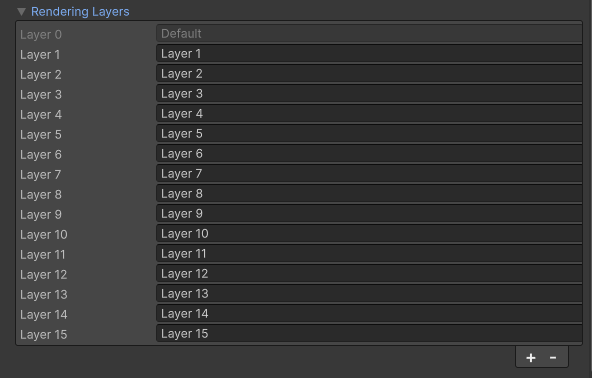 Rendering Layers
Layer 0 Default
Layer 1 Layer 1
Layer 2 Layer 2
Layer 3 Layer 3
Layer 4 Layer 4
Layer 5 Layer 5
Layer 6 Layer 6
Layer 7 Layer 7
Layer 8 Layer 8
Layer 9 Layer 9
Layer 10 Layer 10
Layer 11 Layer 11
Layer 12 Layer 12
Layer 13 Layer 13
Layer 14 Layer 14
Layer 15 Layer 15
+ -